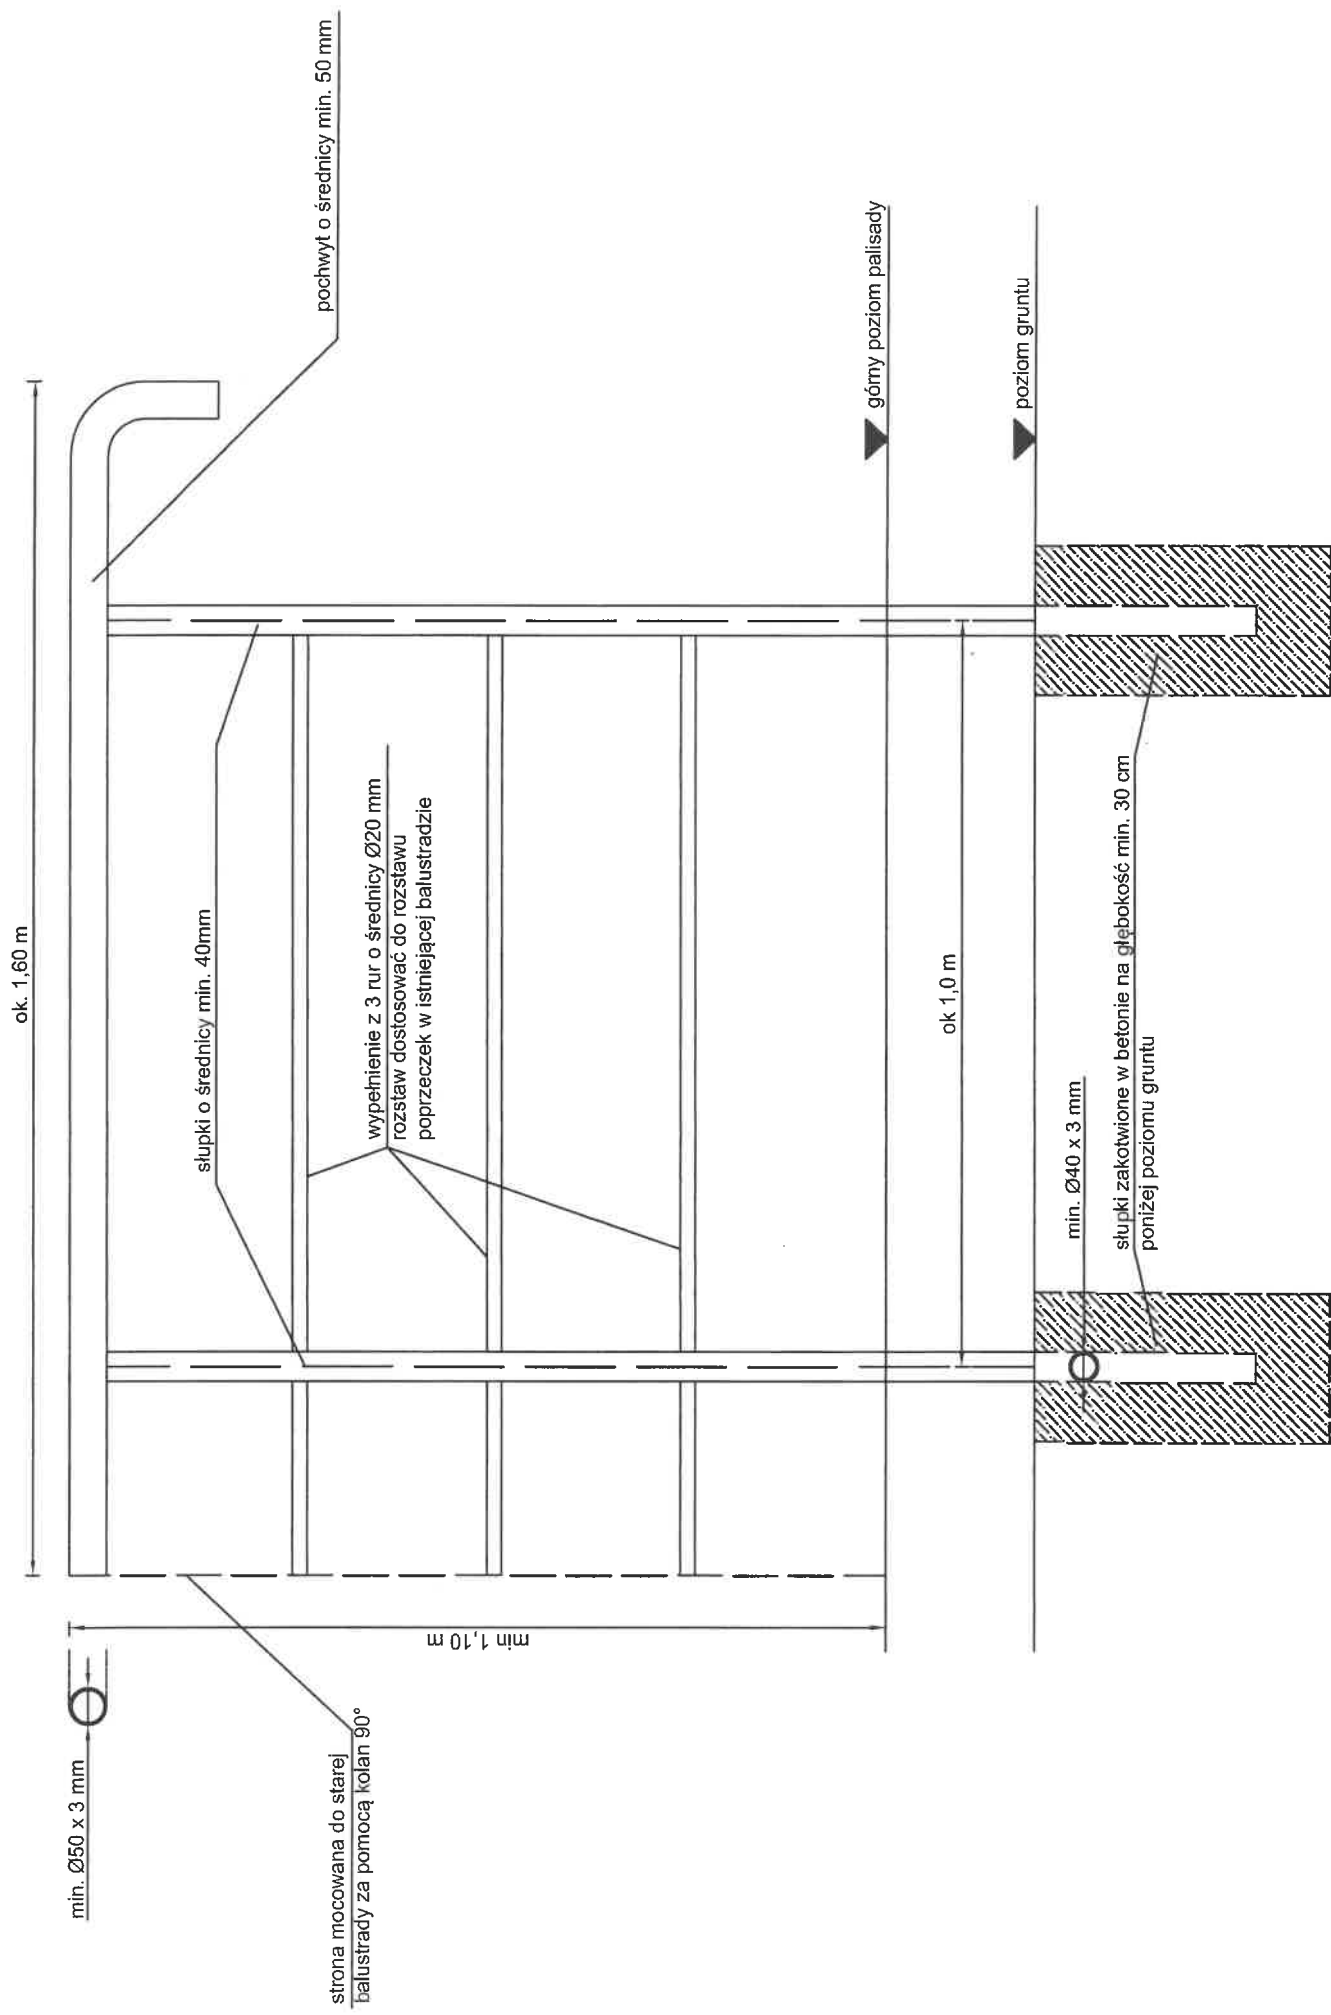 ok. 1,60 m
min. Ø50 x 3 mm
pochwyt o średnicy min. 50 mm
słupki o średnicy min. 40mm
strona mocowana do starej
balustrady za pomocą kolan 90°
wypełnienie z 3 rur o średnicy Ø20 mm
rozstaw dostosować do rozstawu
poprzeczek w istniejącej balustradzie
min 1,10 m
górny poziom palisady
ok 1,0 m
poziom gruntu
min. Ø40 x 3 mm
słupki zakotwione w betonie na głębokość min. 30 cm
poniżej poziomu gruntu